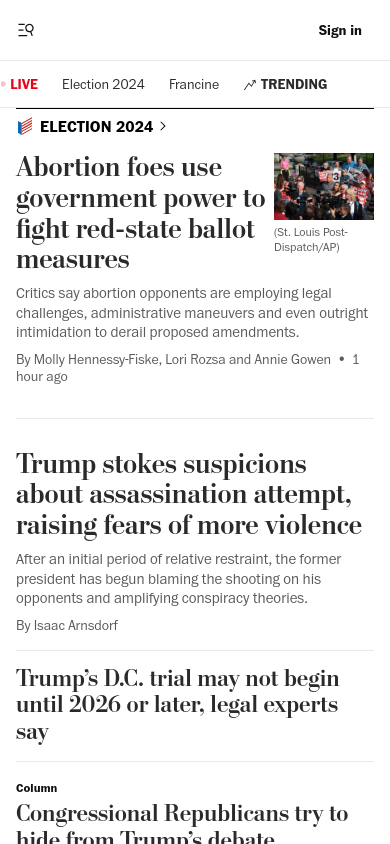 Sign in
LIVE
Election 2024
Francine
TRENDING
ELECTION 2024
Abortion foes use
government power to
fight red-state ballot
measures
(St. Louis Post-
Dispatch/AP)
Critics say abortion opponents are employing legal
challenges, administrative maneuvers and even outright
intimidation to derail proposed amendments.
By Molly Hennessy-Fiske, Lori Rozsa and Annie Gowen • 1
hour ago
Trump stokes suspicions
about assassination attempt,
raising fears of more violence
After an initial period of relative restraint, the former
president has begun blaming the shooting on his
opponents and amplifying conspiracy theories.
By Isaac Arnsdorf
Trump’s D.C. trial may not begin
until 2026 or later, legal experts
say
Column
Congressional Republicans try to
hide from Trump’s debate